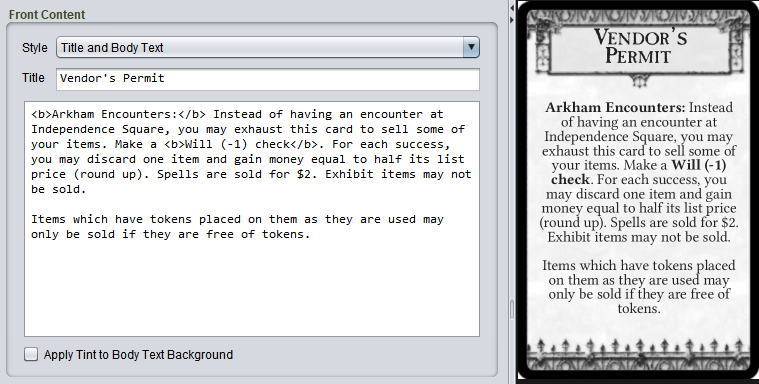 Front Content
Style Title and Body Text
Title Vendor's Permit
<b>Arkham Encounters:</b> Instead of having an encounter at
Independence Square, you may exhaust this card to sell some of
your items. Make a <b>Will (-1) check</b>. For each success,
you may discard one item and gain money equal to half its list
price (round up). Spells are sold for $2. Exhibit items may not
be sold.
Items which have tokens placed on them as they are used may
only be sold if they are free of tokens.
Apply Tint to Body Text Background
Vendor's
Permit
Arkham Encounters: Instead
of having an encounter at
Independence Square, you may
exhaust this card to sell some of
your items. Make a Will (-1)
check. For each success, you
may discard one item and gain
money equal to half its list price
(round up). Spells are sold for $2.
Exhibit items may not be sold.
Items which have tokens placed
on them as they are used may
only be sold if they are free of
tokens.